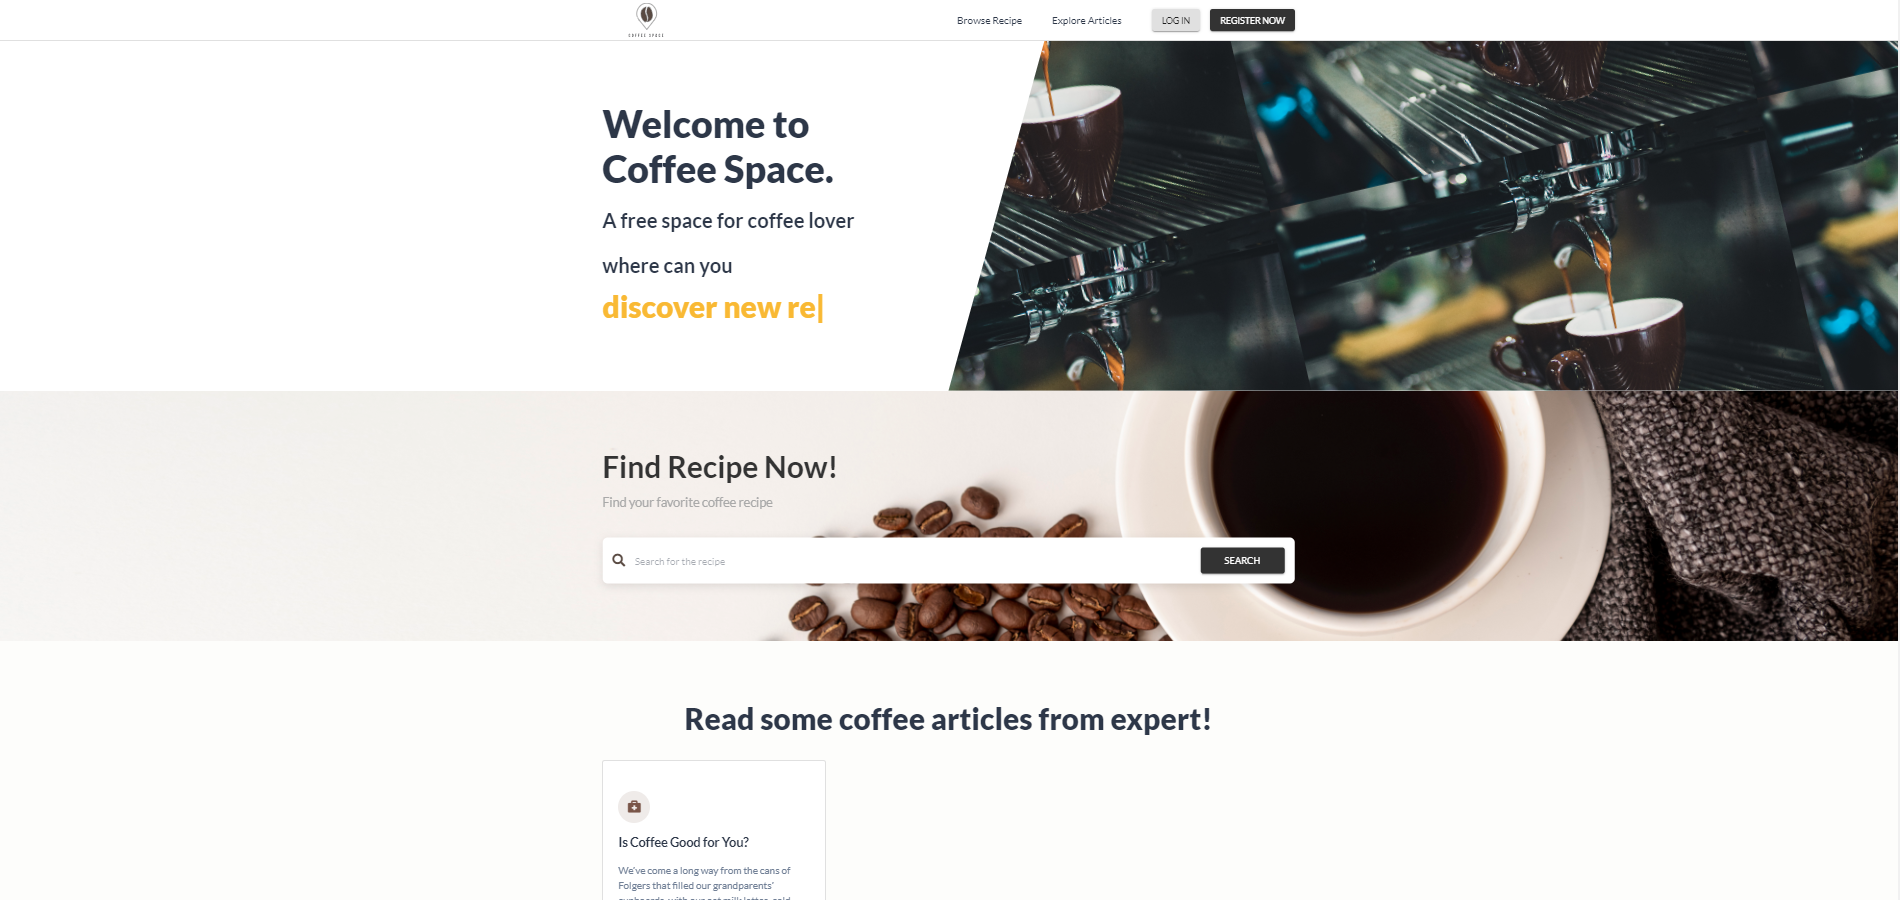 COFFEE SPACE
Browse Recipe
Explore Articles
LOG IN
REGISTER NOW
Welcome to
Coffee Space.
A free space for coffee lover
where can you
discover new re|
Find Recipe Now!
Find your favorite coffee recipe
Search for the recipe
SEARCH
Read some coffee articles from expert!
Is Coffee Good for You?
We've come a long way from the cans of
Folgers that filled our grandparents'